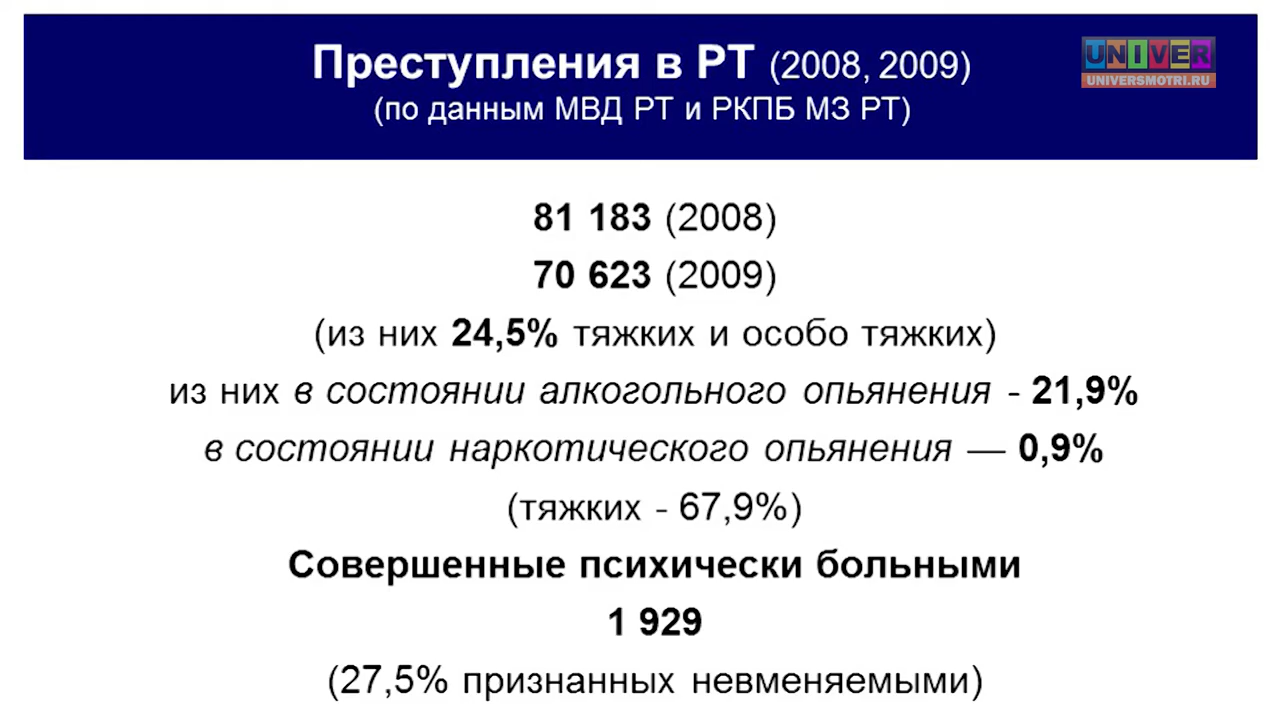 Преступления в РТ (2008, 2009)
(по данным МВД РТ и РКПБ МЗ РТ)
UNIVER
UNIVERSMOTRI.RU
81 183 (2008)
70 623 (2009)
(из них 24,5% тяжких и особо тяжких)
из них в состоянии алкогольного опьянения - 21,9%
в состоянии наркотического опьянения — 0,9%
(тяжких - 67,9%)
Совершенные психически больными
1 929
(27,5% признанных невменяемыми)